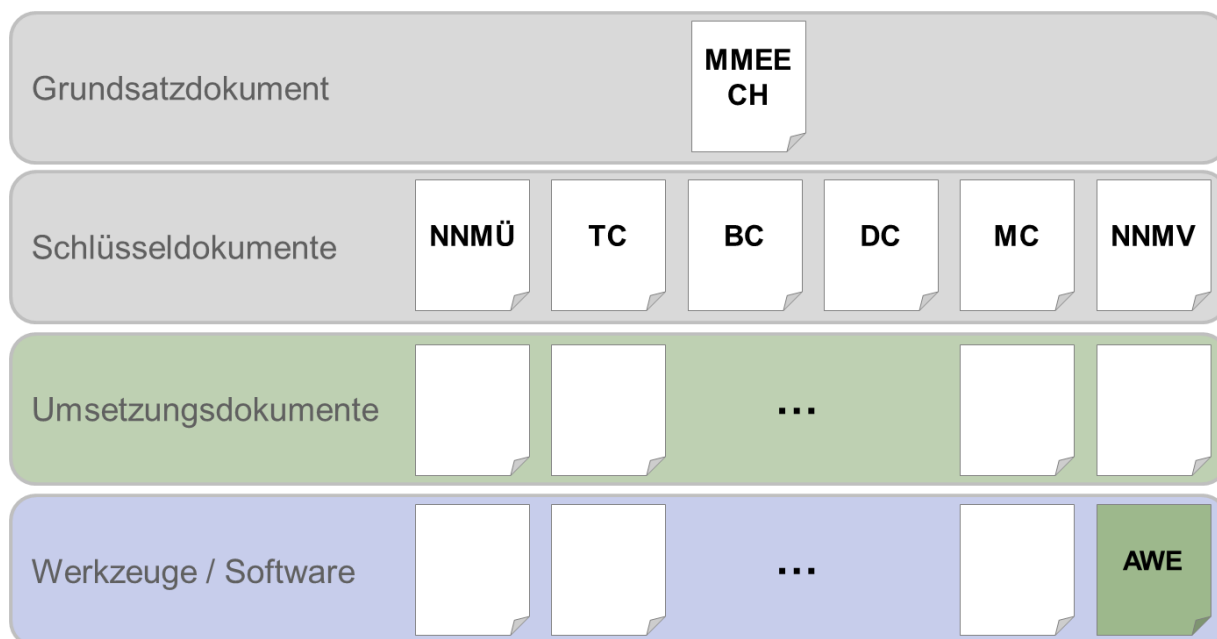 Grundsatzdokument
MMEE
CH
Schlüsseldokumente
NNMÜ
TC
BC
DC
MC
NNMV
Umsetzungsdokumente
...
Werkzeuge / Software
...
AWE